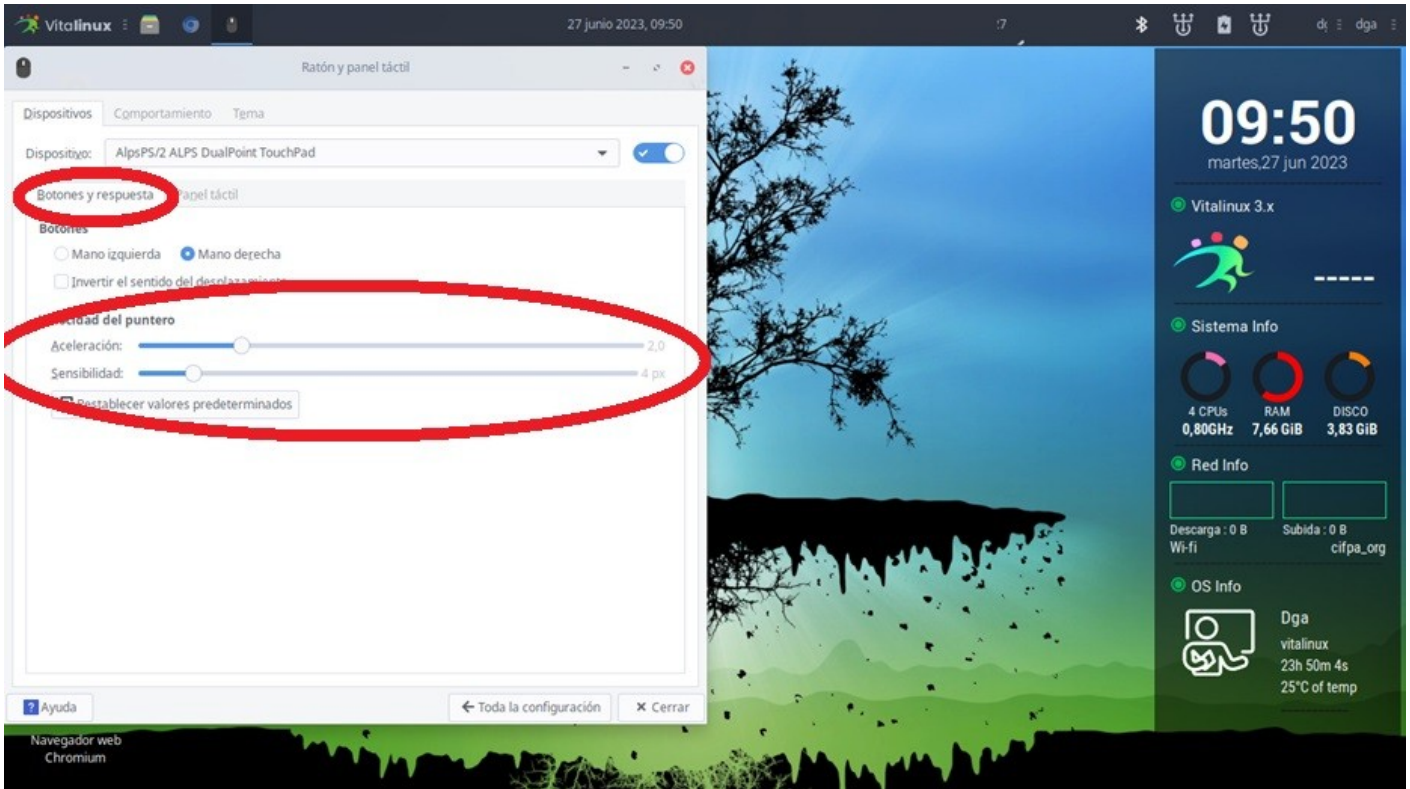 Vitalinux
27 junio 2023, 09:50
dga
Ratón y panel táctil
Dispositivos Comportamiento Tema
Dispositivo: AlpsPS/2 ALPS DualPoint TouchPad
Botones y respuesta Panel táctil
Botones
Mano izquierda Mano derecha
Invertir el sentido del desplazamiento
del puntero
Aceleración: 2,0
Sensibilidad: 4 px
Restablecer valores predeterminados
? Ayuda
Toda la configuración
Cerrar
Navegador web
Chromium
09:50
martes,27 jun 2023
Vitalinux 3.x
-----
Sistema Info
4 CPUs RAM DISCO
0,80GHz 7,66 GiB 3,83 GiB
Red Info
Descarga : 0 B Subida : 0 B
Wi-fi cifpa_org
OS Info
Dga
vitalinux
23h 50m 4s
25°C of temp